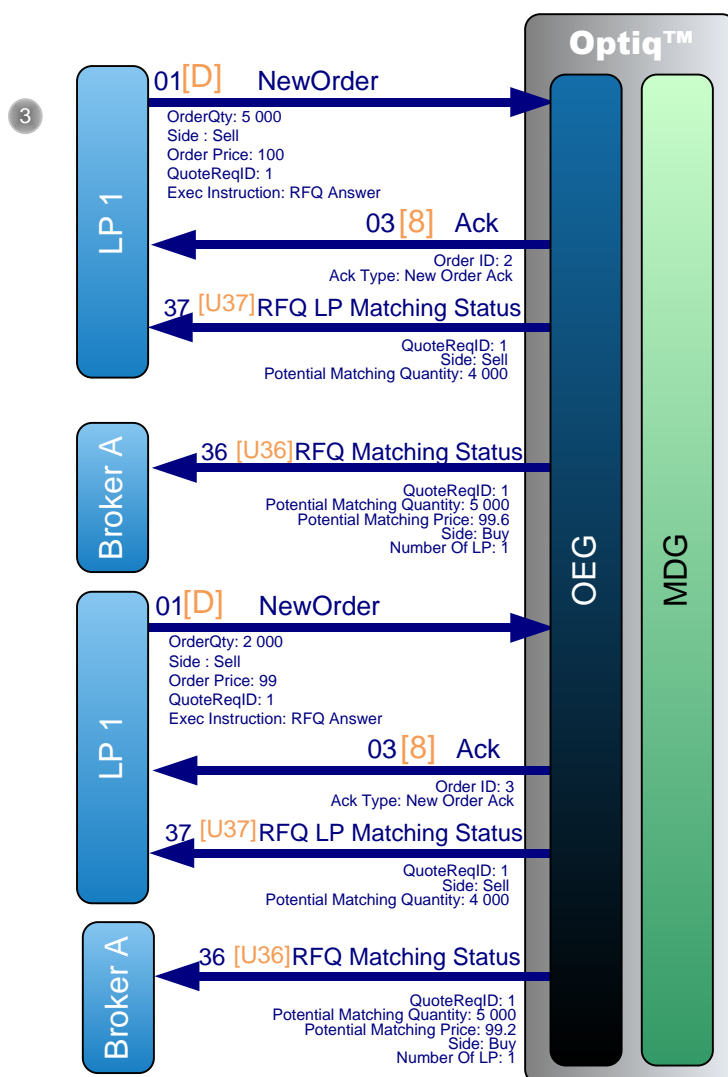 Optiq™
3
01[D] NewOrder
OrderQty: 5 000
Side : Sell
Order Price: 100
QuoteReqID: 1
Exec Instruction: RFQ Answer
LP 1
03[8] Ack
Order ID: 2
Ack Type: New Order Ack
37 [U37]RFQ LP Matching Status
QuoteReqID: 1
Side: Sell
Potential Matching Quantity: 4 000
Broker A
36 [U36]RFQ Matching Status
QuoteReqID: 1
Potential Matching Quantity: 5 000
Potential Matching Price: 99.6
Side: Buy
Number Of LP: 1
OEG
MDG
01[D] NewOrder
OrderQty: 2 000
Side : Sell
Order Price: 99
QuoteReqID: 1
Exec Instruction: RFQ Answer
LP 1
03[8] Ack
Order ID: 3
Ack Type: New Order Ack
37 [U37]RFQ LP Matching Status
QuoteReqID: 1
Side: Sell
Potential Matching Quantity: 4 000
Broker A
36 [U36]RFQ Matching Status
QuoteReqID: 1
Potential Matching Quantity: 5 000
Potential Matching Price: 99.2
Side: Buy
Number Of LP: 1